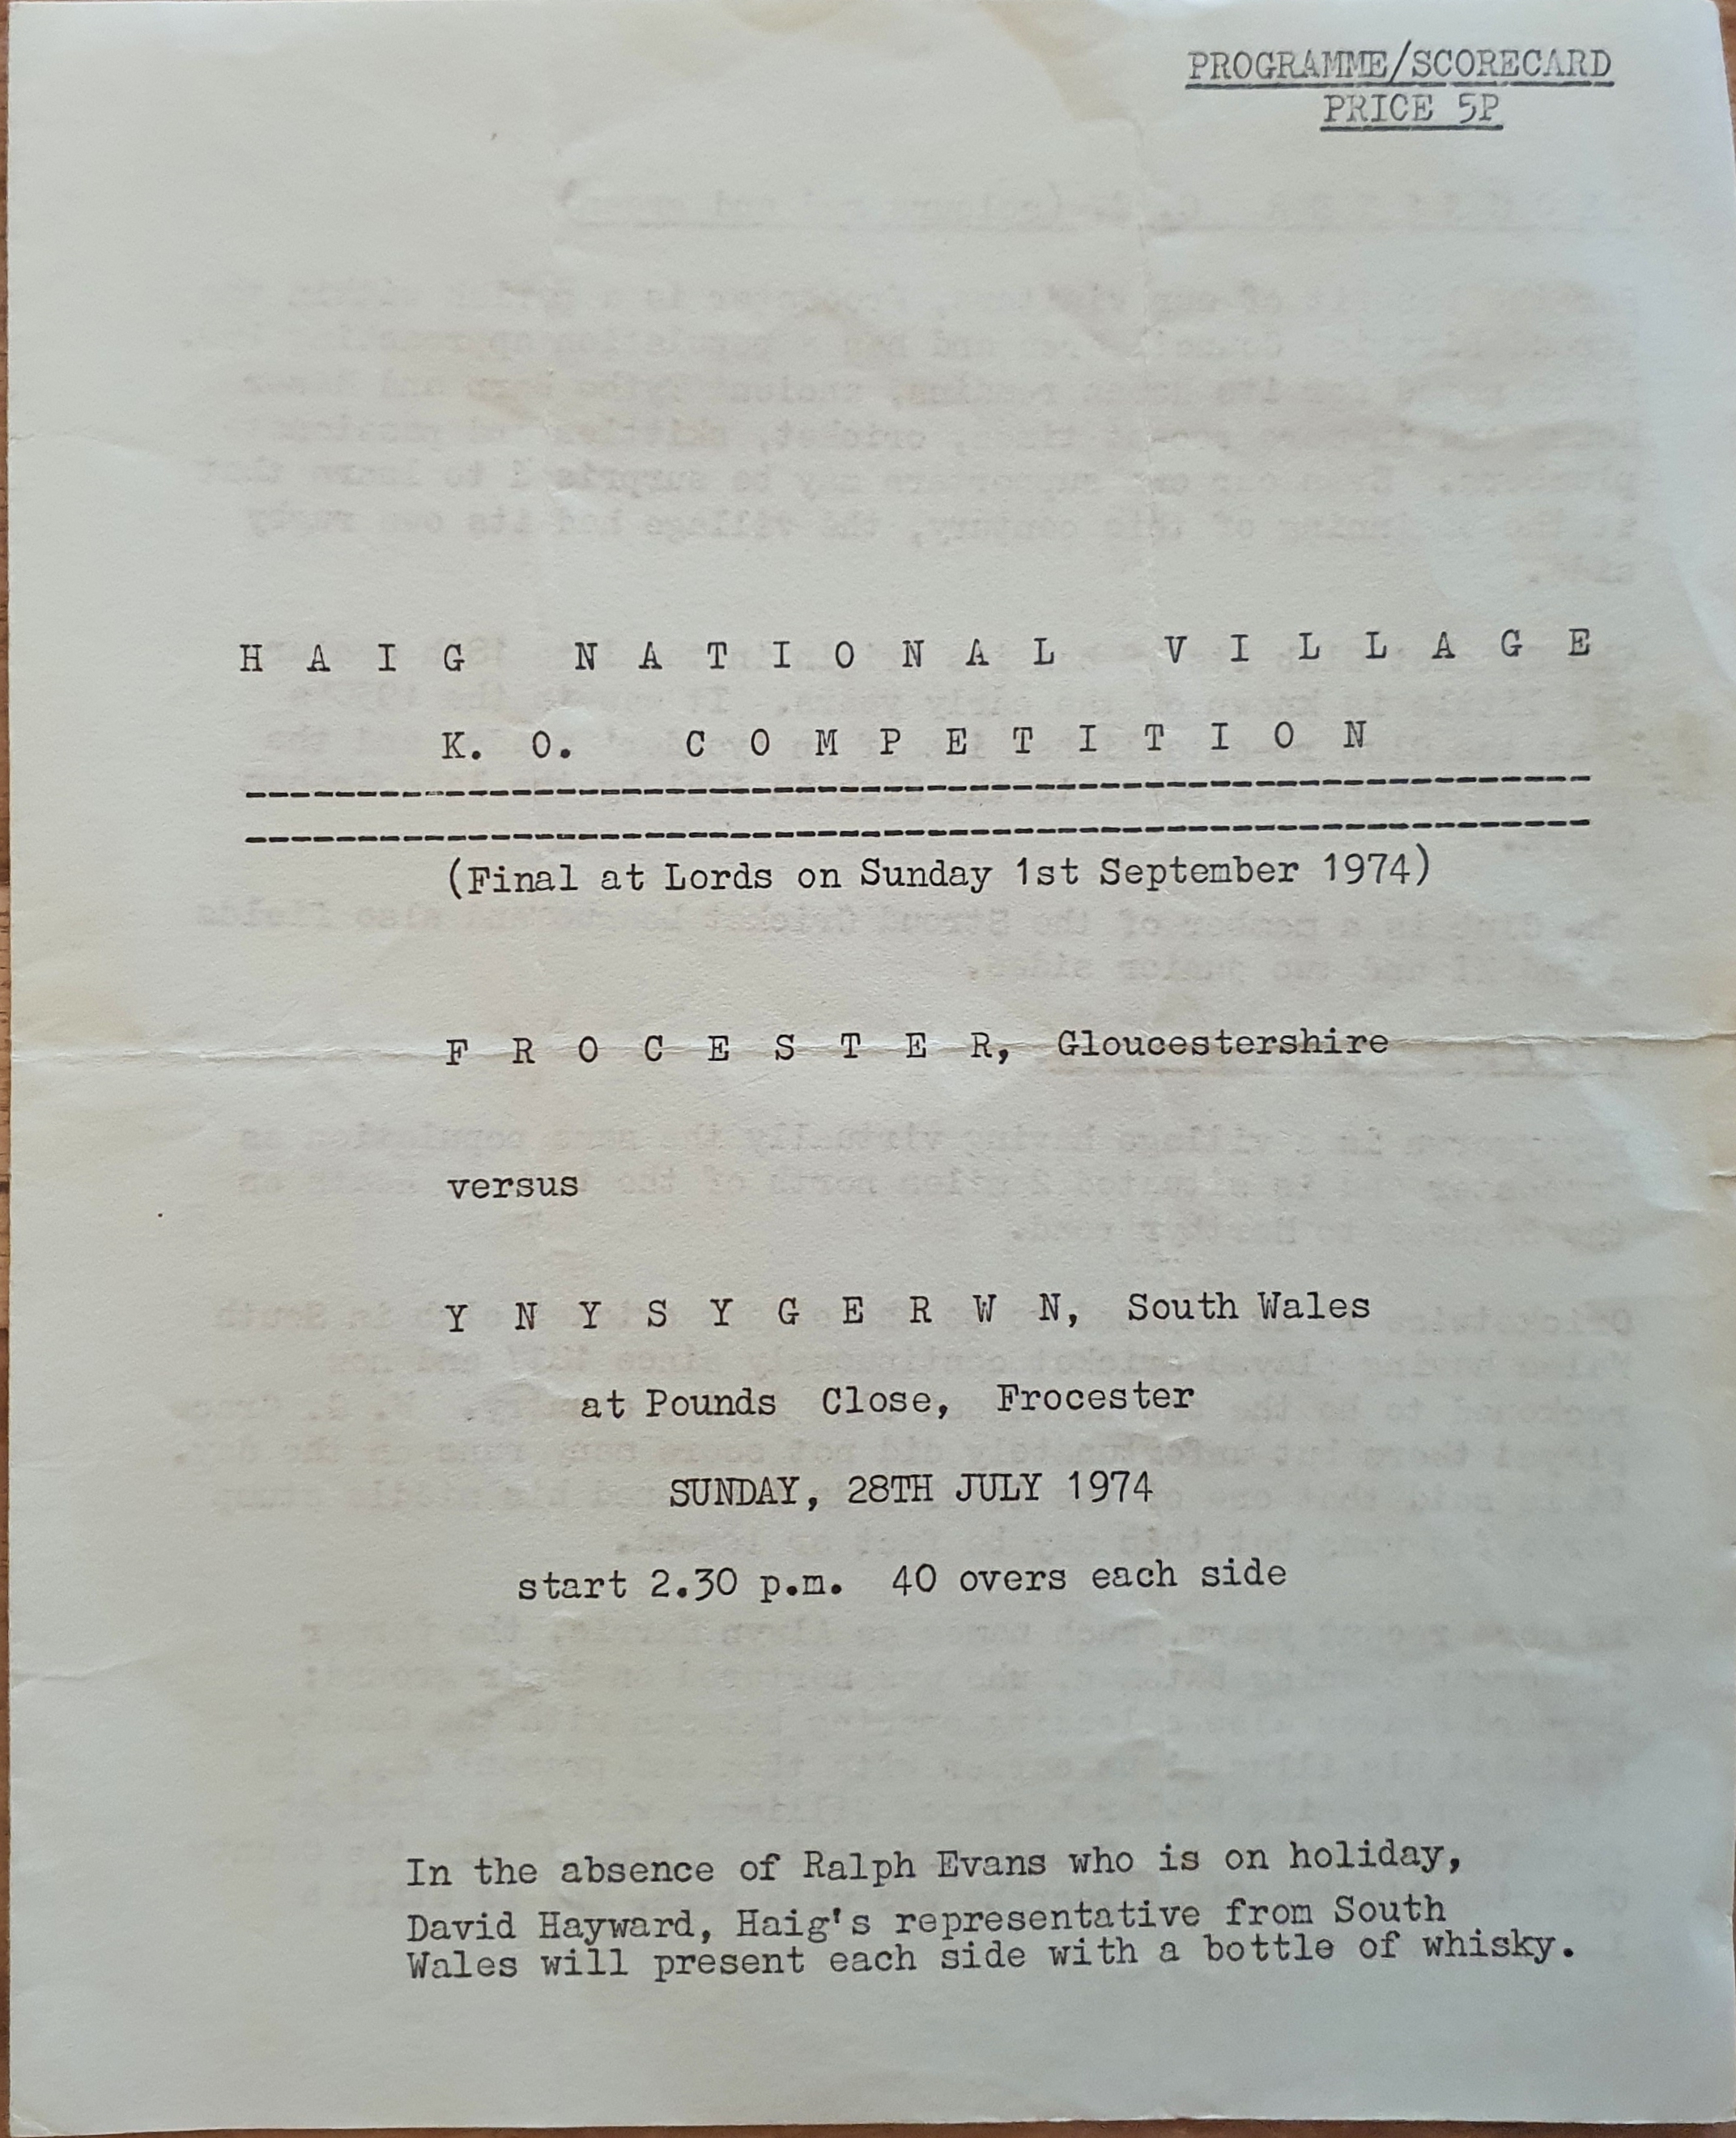 PROGRAMME/SCORECARD
PRICE 5P
H A I G   N A T I O N A L   V I L L A G E
K. O.   C O M P E T I T I O N
(Final at Lords on Sunday 1st September 1974)
F R O C E S T E R, Gloucestershire
versus
Y N Y S Y G E R W N, South Wales
at Pounds Close, Frocester
SUNDAY, 28TH JULY 1974
start 2.30 p.m. 40 overs each side
In the absence of Ralph Evans who is on holiday,
David Hayward, Haig's representative from South
Wales will present each side with a bottle of whisky.